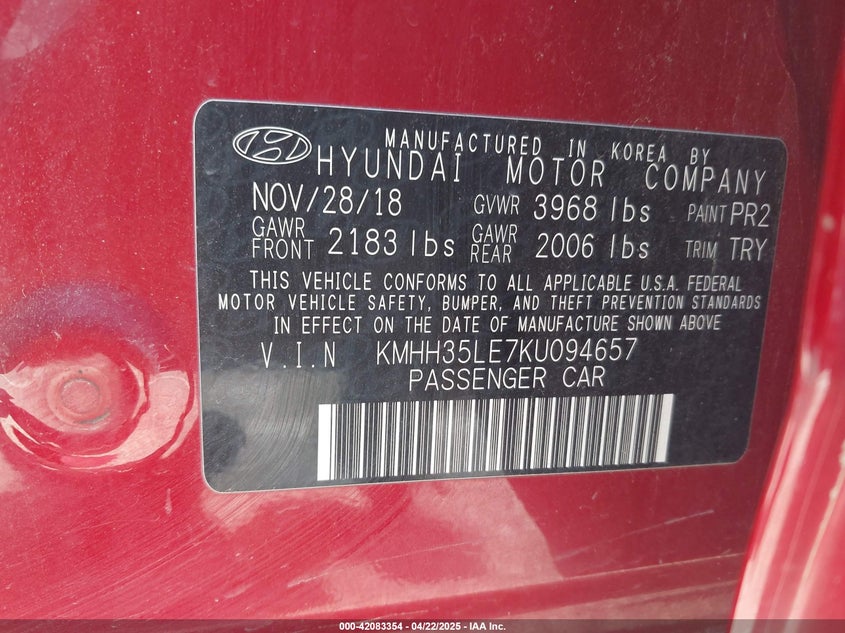 MANUFACTURED IN KOREA BY
HYUNDAI MOTOR COMPANY
NOV/28/18 GVWR 3968 lbs PAINT PR2
GAWR FRONT 2183 lbs GAWR REAR 2006 lbs TRIM TRY
THIS VEHICLE CONFORMS TO ALL APPLICABLE U.S.A. FEDERAL
MOTOR VEHICLE SAFETY, BUMPER, AND THEFT PREVENTION STANDARDS
IN EFFECT ON THE DATE OF MANUFACTURE SHOWN ABOVE
V.I.N KMHH35LE7KU094657
PASSENGER CAR
000-42083354 - 04/22/2025 - IAA Inc.